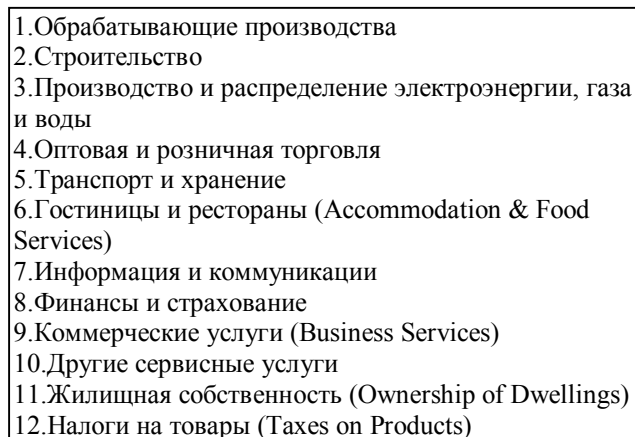 1.Обрабатывающие производства
2.Строительство
3.Производство и распределение электроэнергии, газа
и воды
4.Оптовая и розничная торговля
5.Транспорт и хранение
6.Гостиницы и рестораны (Accommodation & Food
Services)
7.Информация и коммуникации
8.Финансы и страхование
9.Коммерческие услуги (Business Services)
10.Другие сервисные услуги
11.Жилищная собственность (Ownership of Dwellings)
12.Налоги на товары (Taxes on Products)